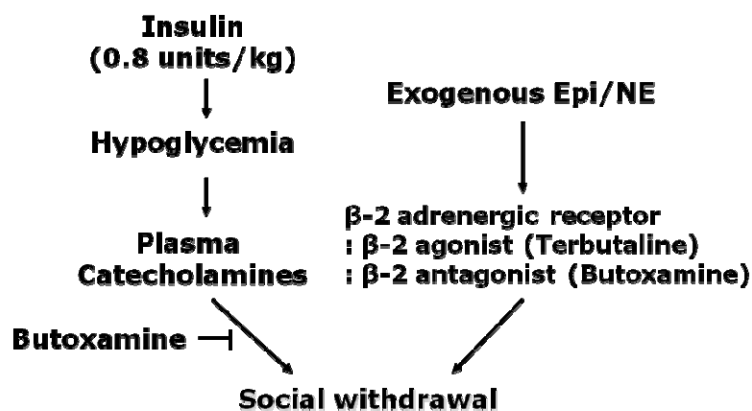 Insulin
(0.8 units/kg)
Hypoglycemia
Plasma
Catecholamines
Butoxamine
Exogenous Epi/NE
β-2 adrenergic receptor
: β-2 agonist (Terbutaline)
: β-2 antagonist (Butoxamine)
Social withdrawal